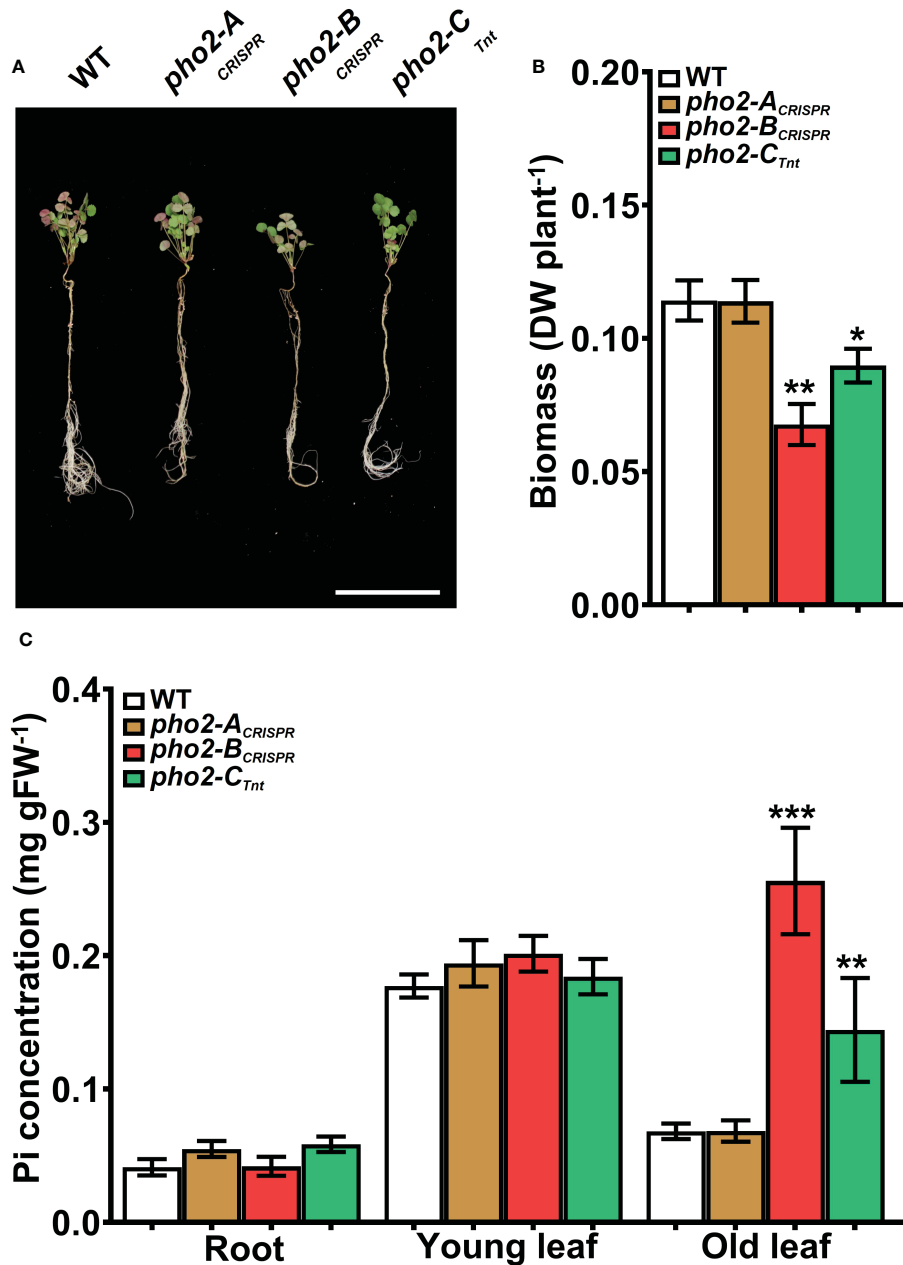 A
WT
pho2-A CRISPR
pho2-B CRISPR
pho2-C Tnt
B
Biomass (DW plant-1)
0.20
0.15
0.10
0.05
0.00
WT
pho2-ACRISPR
pho2-BCRISPR
pho2-CTnt
**
*
C
Pi concentration (mg gFW-1)
0.4
0.3
0.2
0.1
0.0
WT
pho2-ACRISPR
pho2-BCRISPR
pho2-CTnt
***
**
Root
Young leaf
Old leaf